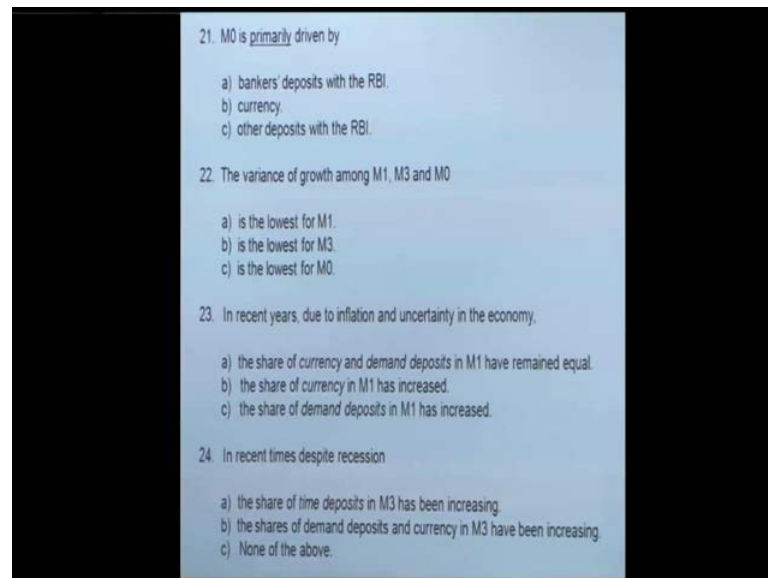 21. M0 is primarily driven by
a) bankers' deposits with the RBI.
b) currency.
c) other deposits with the RBI.
22. The variance of growth among M1, M3 and M0
a) is the lowest for M1.
b) is the lowest for M3.
c) is the lowest for M0.
23. In recent years, due to inflation and uncertainty in the economy,
a) the share of currency and demand deposits in M1 have remained equal.
b) the share of currency in M1 has increased.
c) the share of demand deposits in M1 has increased.
24. In recent times despite recession
a) the share of time deposits in M3 has been increasing.
b) the shares of demand deposits and currency in M3 have been increasing.
c) None of the above.